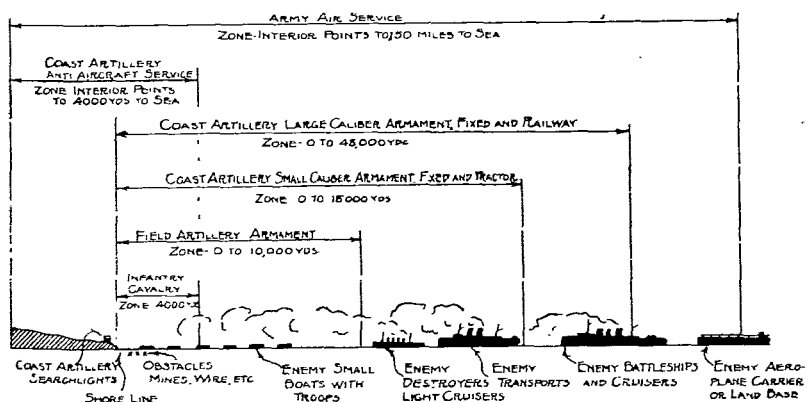 ARMY AIR SERVICE
ZONE-INTERIOR POINTS TO 150 MILES TO SEA
COAST ARTILLERY
ANTI AIRCRAFT SERVICE
ZONE INTERIOR POINTS
TO 4000 YDS TO SEA
COAST ARTILLERY LARGE CALIBER ARMAMENT, FIXED AND RAILWAY
ZONE- 0 TO 45,000 YDS
COAST ARTILLERY SMALL CALIBER ARMAMENT, FIXED AND TRACTOR
ZONE 0 TO 18000 YDS
FIELD ARTILLERY ARMAMENT
ZONE- 0 TO 10,000 YDS
INFANTRY
CAVALRY
ZONE 4000 YDS
COAST ARTILLERY
SEARCHLIGHTS
SHORE LINE
OBSTACLES
MINES, WIRE, ETC
ENEMY SMALL
BOATS WITH
TROOPS
ENEMY
DESTROYERS
LIGHT CRUISERS
ENEMY
TRANSPORTS
ENEMY BATTLESHIPS
AND CRUISERS
ENEMY AERO-
PLANE CARRIER
OR LAND BASE